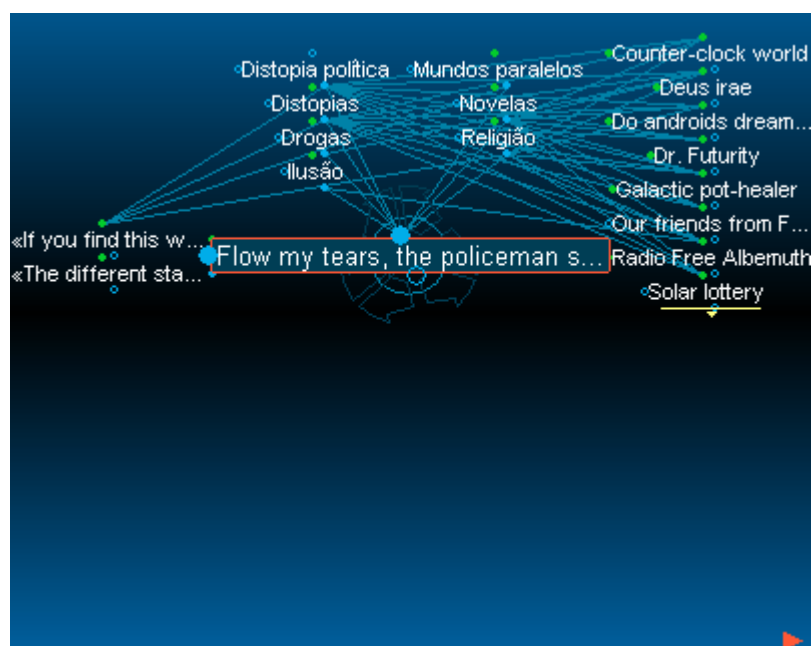 Distopia política
Distopias
Drogas
Ilusão
Mundos paralelos
Novelas
Religião
Counter-clock world
Deus irae
Do androids dream...
Dr. Futurity
Galactic pot-healer
Our friends from F...
Radio Free Albemuth
Solar lottery
«If you find this w...
«The different sta...
Flow my tears, the policeman s...